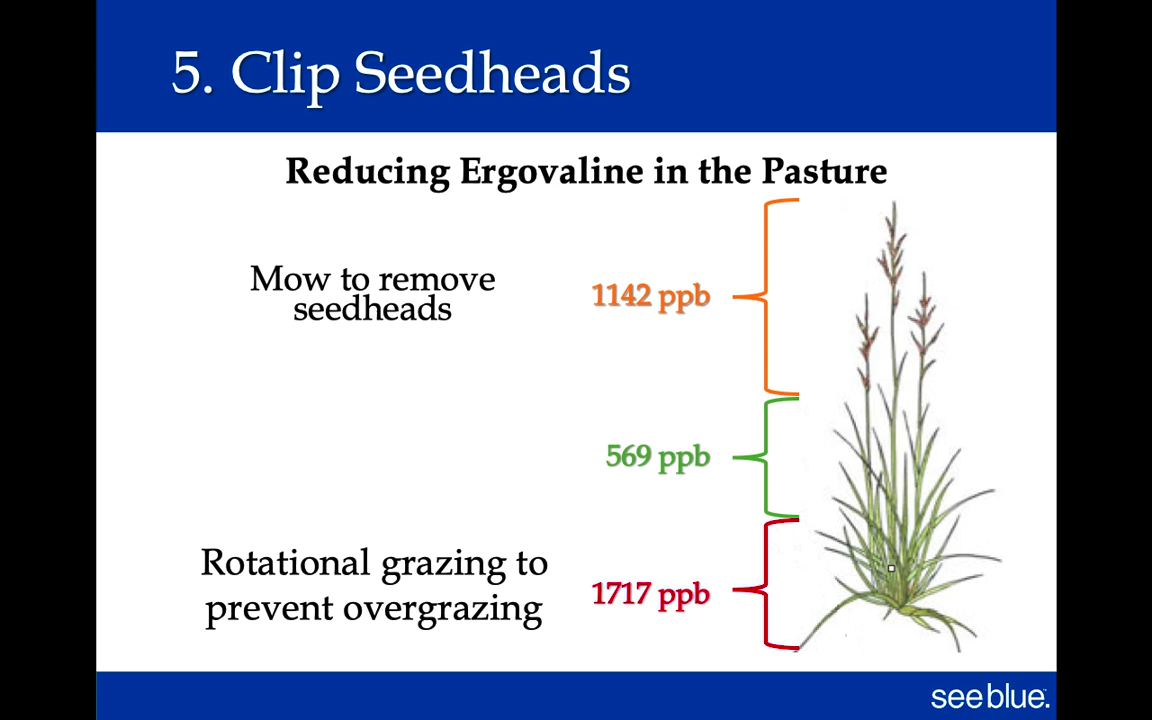 5. Clip Seedheads
Reducing Ergovaline in the Pasture
Mow to remove
seedheads
1142 ppb
569 ppb
Rotational grazing to
prevent overgrazing
1717 ppb
see blue.